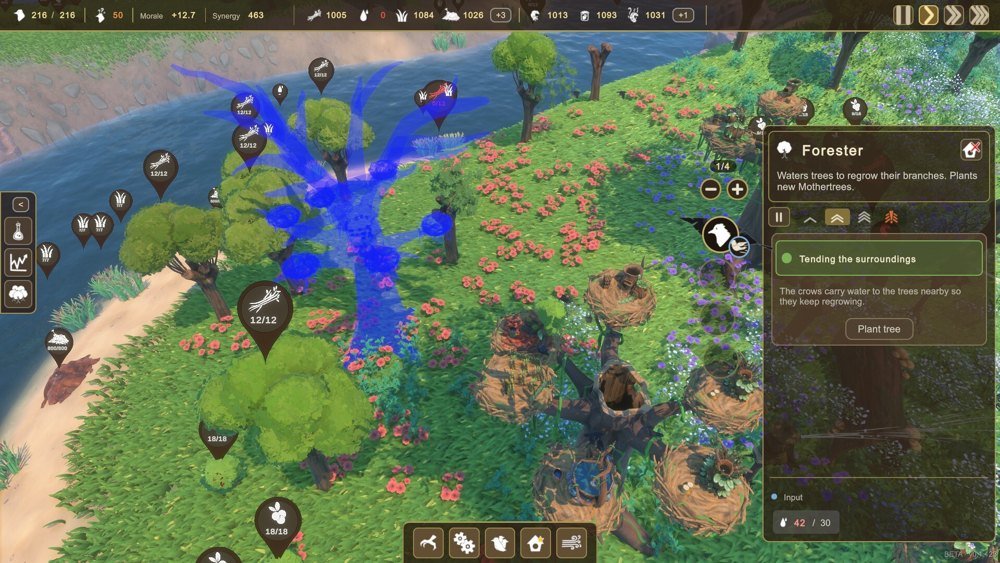 216 / 216
50
Morale +12.7
Synergy 463
1005
0
1084
1026
+3
1013
1093
1031
+1
12/12
12/12
12/12
12/12
<
800/800
12/12
18/18
18/18
1/4
Forester
Waters trees to regrow their branches. Plants
new Mothertrees.
Tending the surroundings
The crows carry water to the trees nearby so
they keep regrowing.
Plant tree
Input
42 / 30